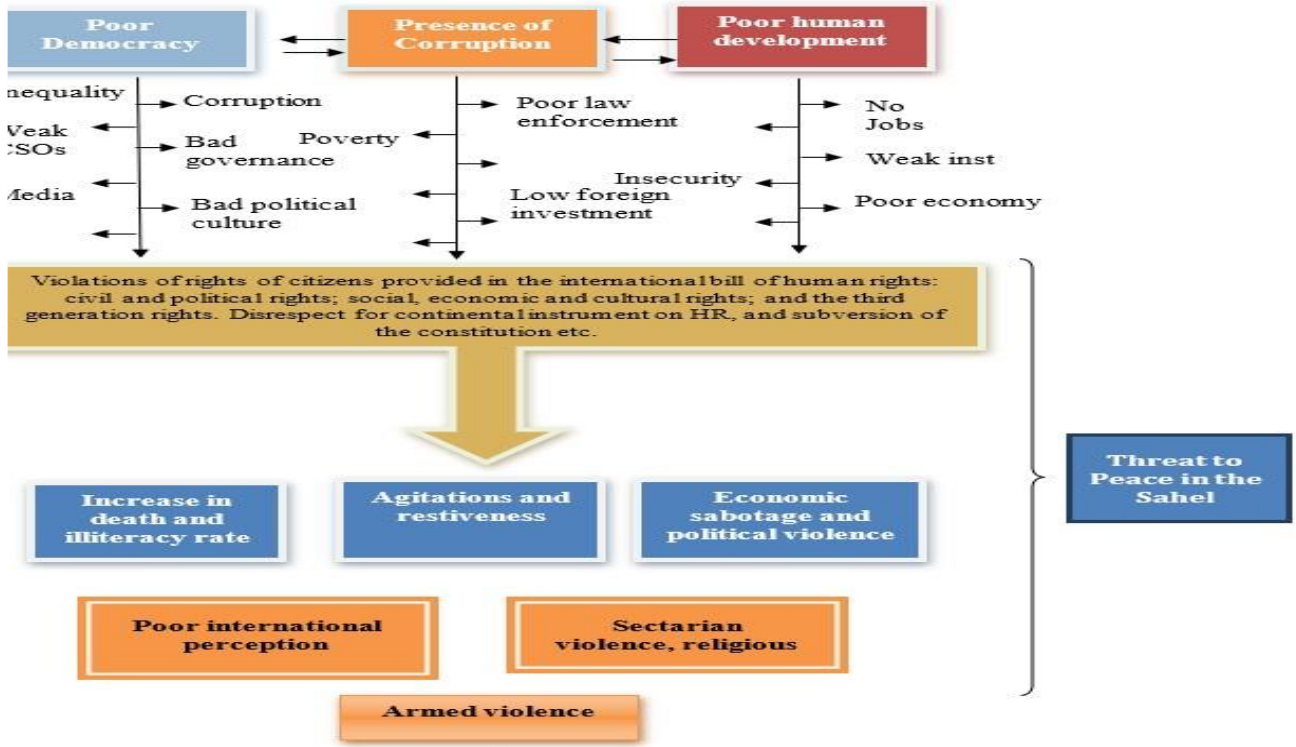 Poor
Democracy
Presence of
Corruption
Poor human
development
nequality
Corruption
CSOs
Bad
governance
Media
Bad political
culture
Poverty
Poor law
enforcement
Insecurity
Low foreign
investment
No
Jobs
Weak inst
Poor economy
Violations of rights of citizens provided in the international bill of human rights:
civil and political rights; social, economic and cultural rights; and the third
generation rights. Disrespect for continental instrument on HR, and subversion of
the constitution etc.
Increase in
death and
illiteracy rate
Agitations and
restiveness
Economic
sabotage and
political violence
Threat to
Peace in the
Sahel
Poor international
perception
Sectarian
violence, religious
Armed violence